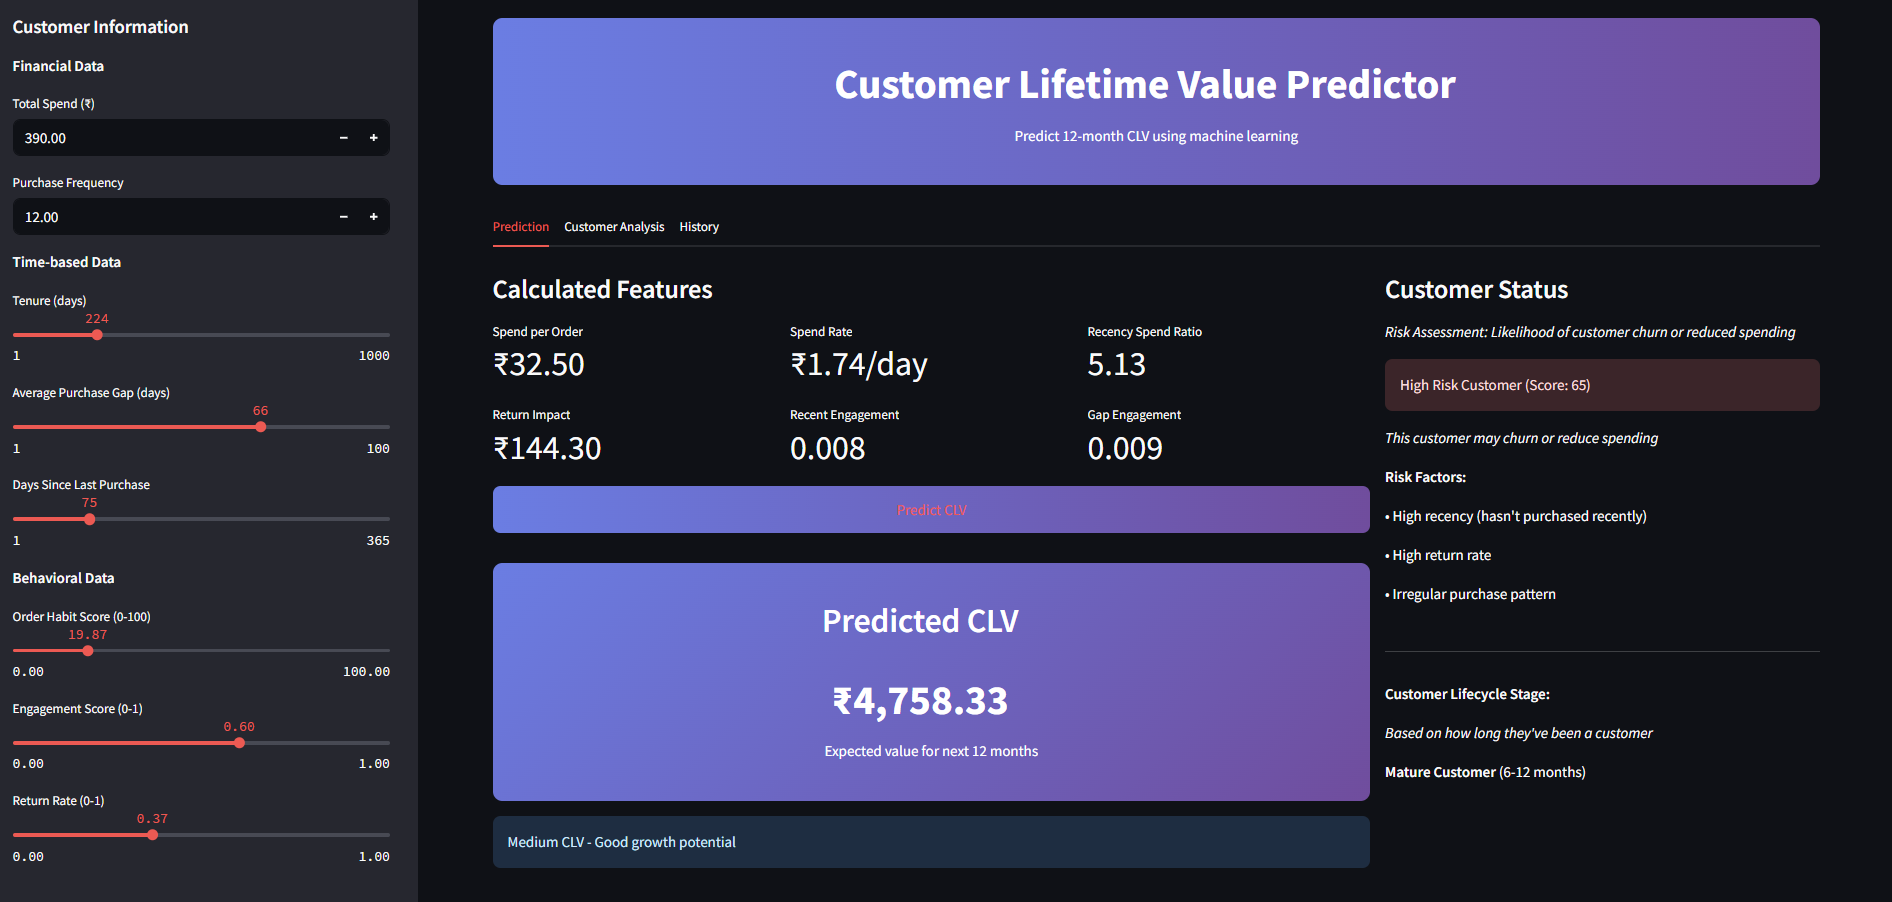 Customer Information
Financial Data
Total Spend (₹)
390.00
Purchase Frequency
12.00
Time-based Data
Tenure (days)
224
1 1000
Average Purchase Gap (days)
66
1 100
Days Since Last Purchase
75
1 365
Behavioral Data
Order Habit Score (0-100)
19.87
0.00 100.00
Engagement Score (0-1)
0.60
0.00 1.00
Return Rate (0-1)
0.37
0.00 1.00
Customer Lifetime Value Predictor
Predict 12-month CLV using machine learning
Prediction Customer Analysis History
Calculated Features
Spend per Order Spend Rate Recency Spend Ratio
₹32.50 ₹1.74/day 5.13
Return Impact Recent Engagement Gap Engagement
₹144.30 0.008 0.009
Predict CLV
Predicted CLV
₹4,758.33
Expected value for next 12 months
Medium CLV - Good growth potential
Customer Status
Risk Assessment: Likelihood of customer churn or reduced spending
High Risk Customer (Score: 65)
This customer may churn or reduce spending
Risk Factors:
• High recency (hasn't purchased recently)
• High return rate
• Irregular purchase pattern
Customer Lifecycle Stage:
Based on how long they've been a customer
Mature Customer (6-12 months)